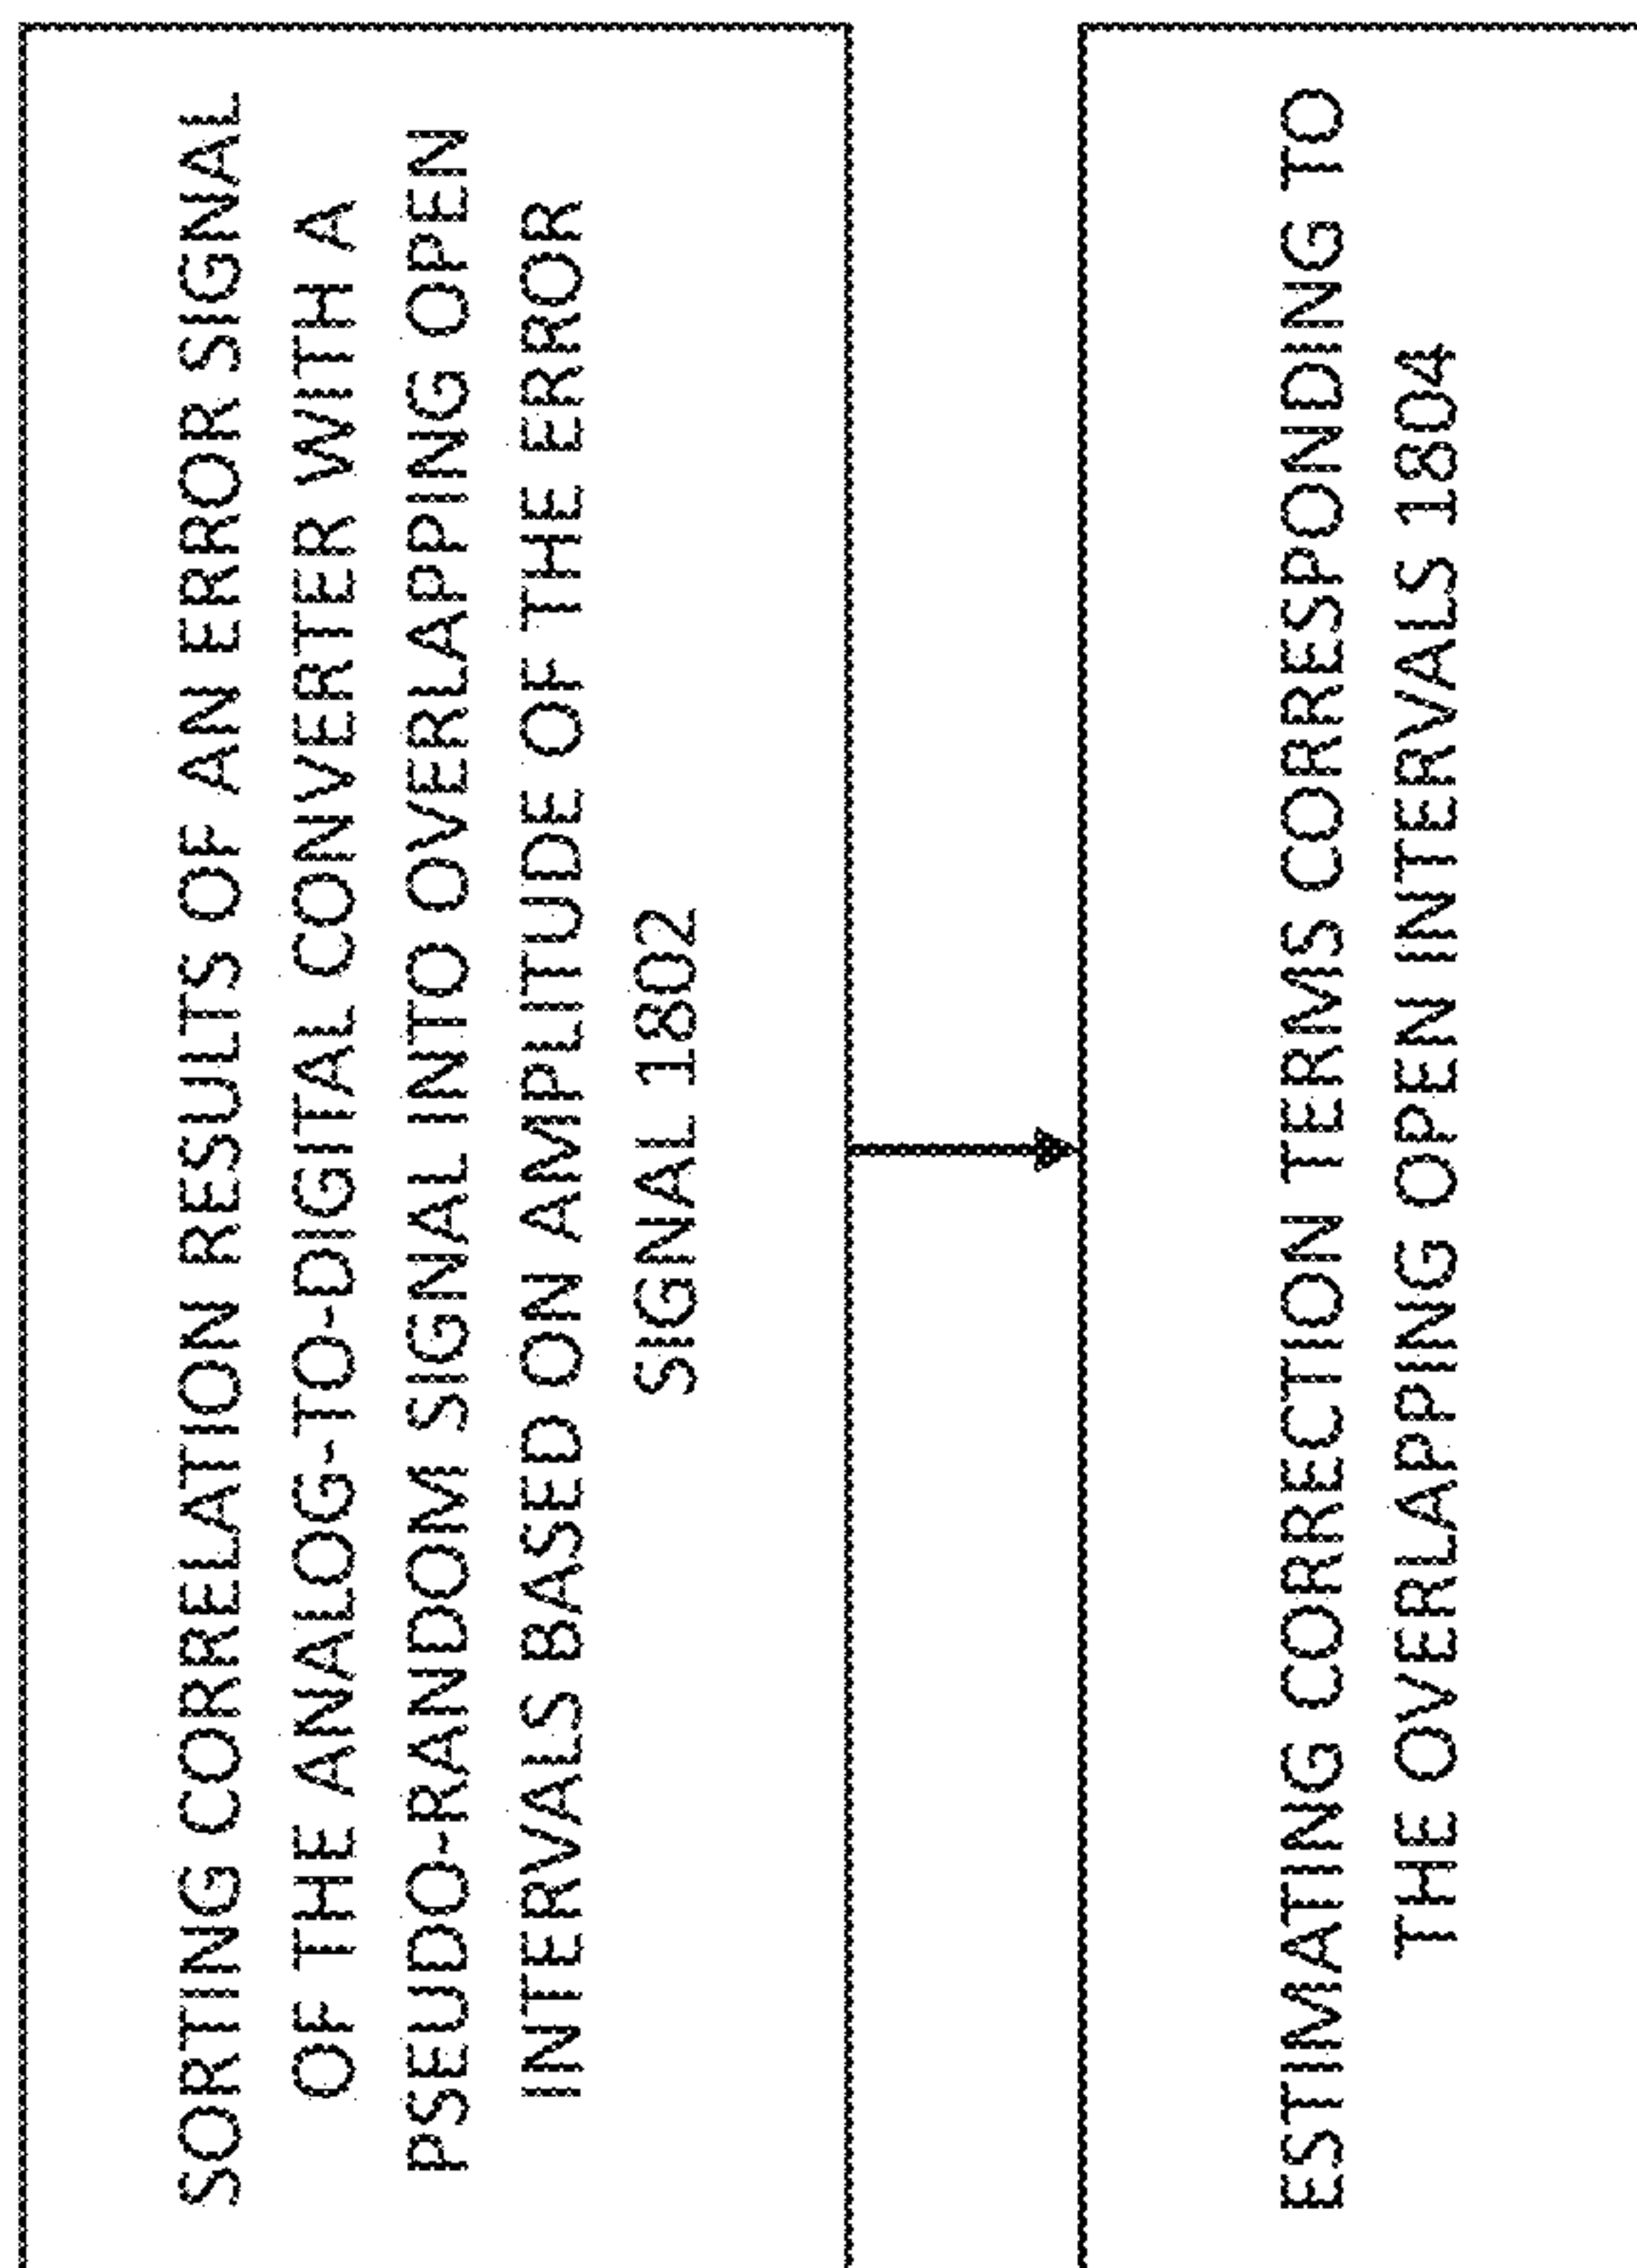 SORTING CORRELATION RESULTS OF AN ERROR SIGNAL
OF THE ANALOG-TO-DIGITAL CONVERTER WITH A
PSEUDO-RANDOM SIGNAL INTO OVERLAPPING OPEN
INTERVALS BASED ON AMPLITUDE OF THE ERROR
SIGNAL 1802
ESTIMATING CORRECTION TERMS CORRESPONDING TO
THE OVERLAPPING OPEN INTERVALS 1804